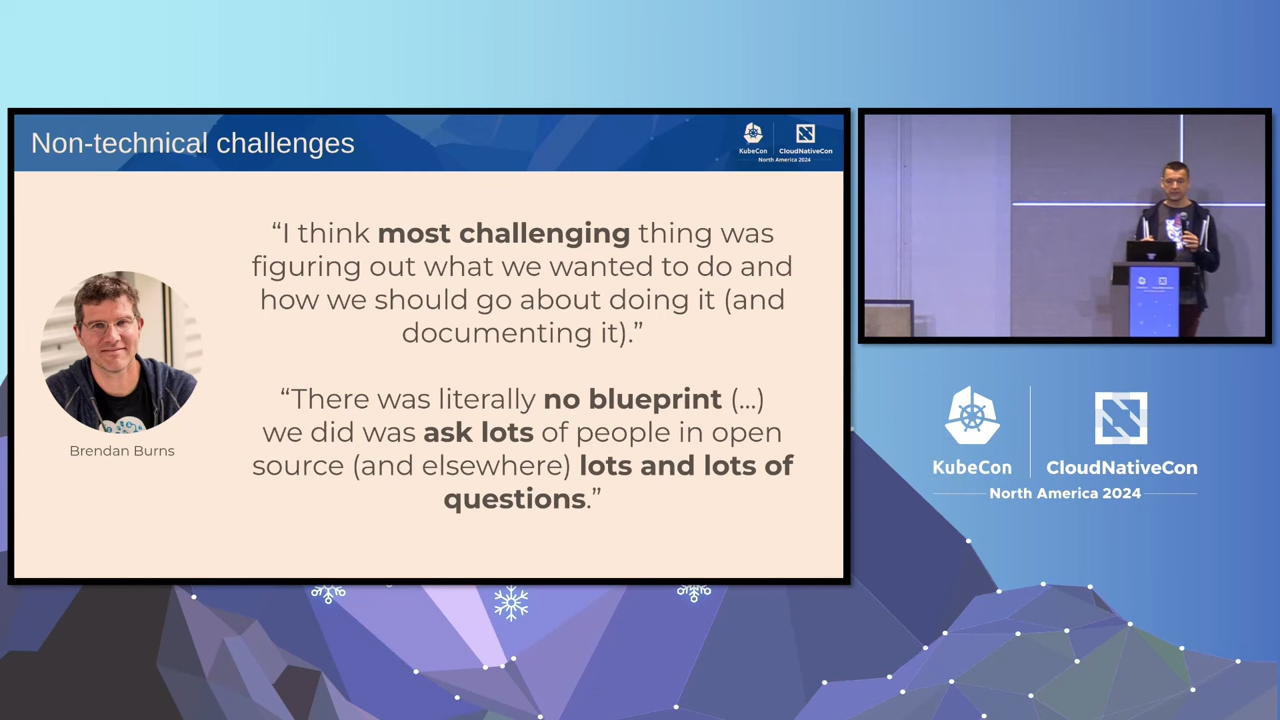 Non-technical challenges
KubeCon
CloudNativeCon
North America 2024
“I think most challenging thing was
figuring out what we wanted to do and
how we should go about doing it (and
documenting it).”
“There was literally no blueprint (...)
we did was ask lots of people in open
source (and elsewhere) lots and lots of
questions.”
Brendan Burns
KubeCon
CloudNativeCon
North America 2024